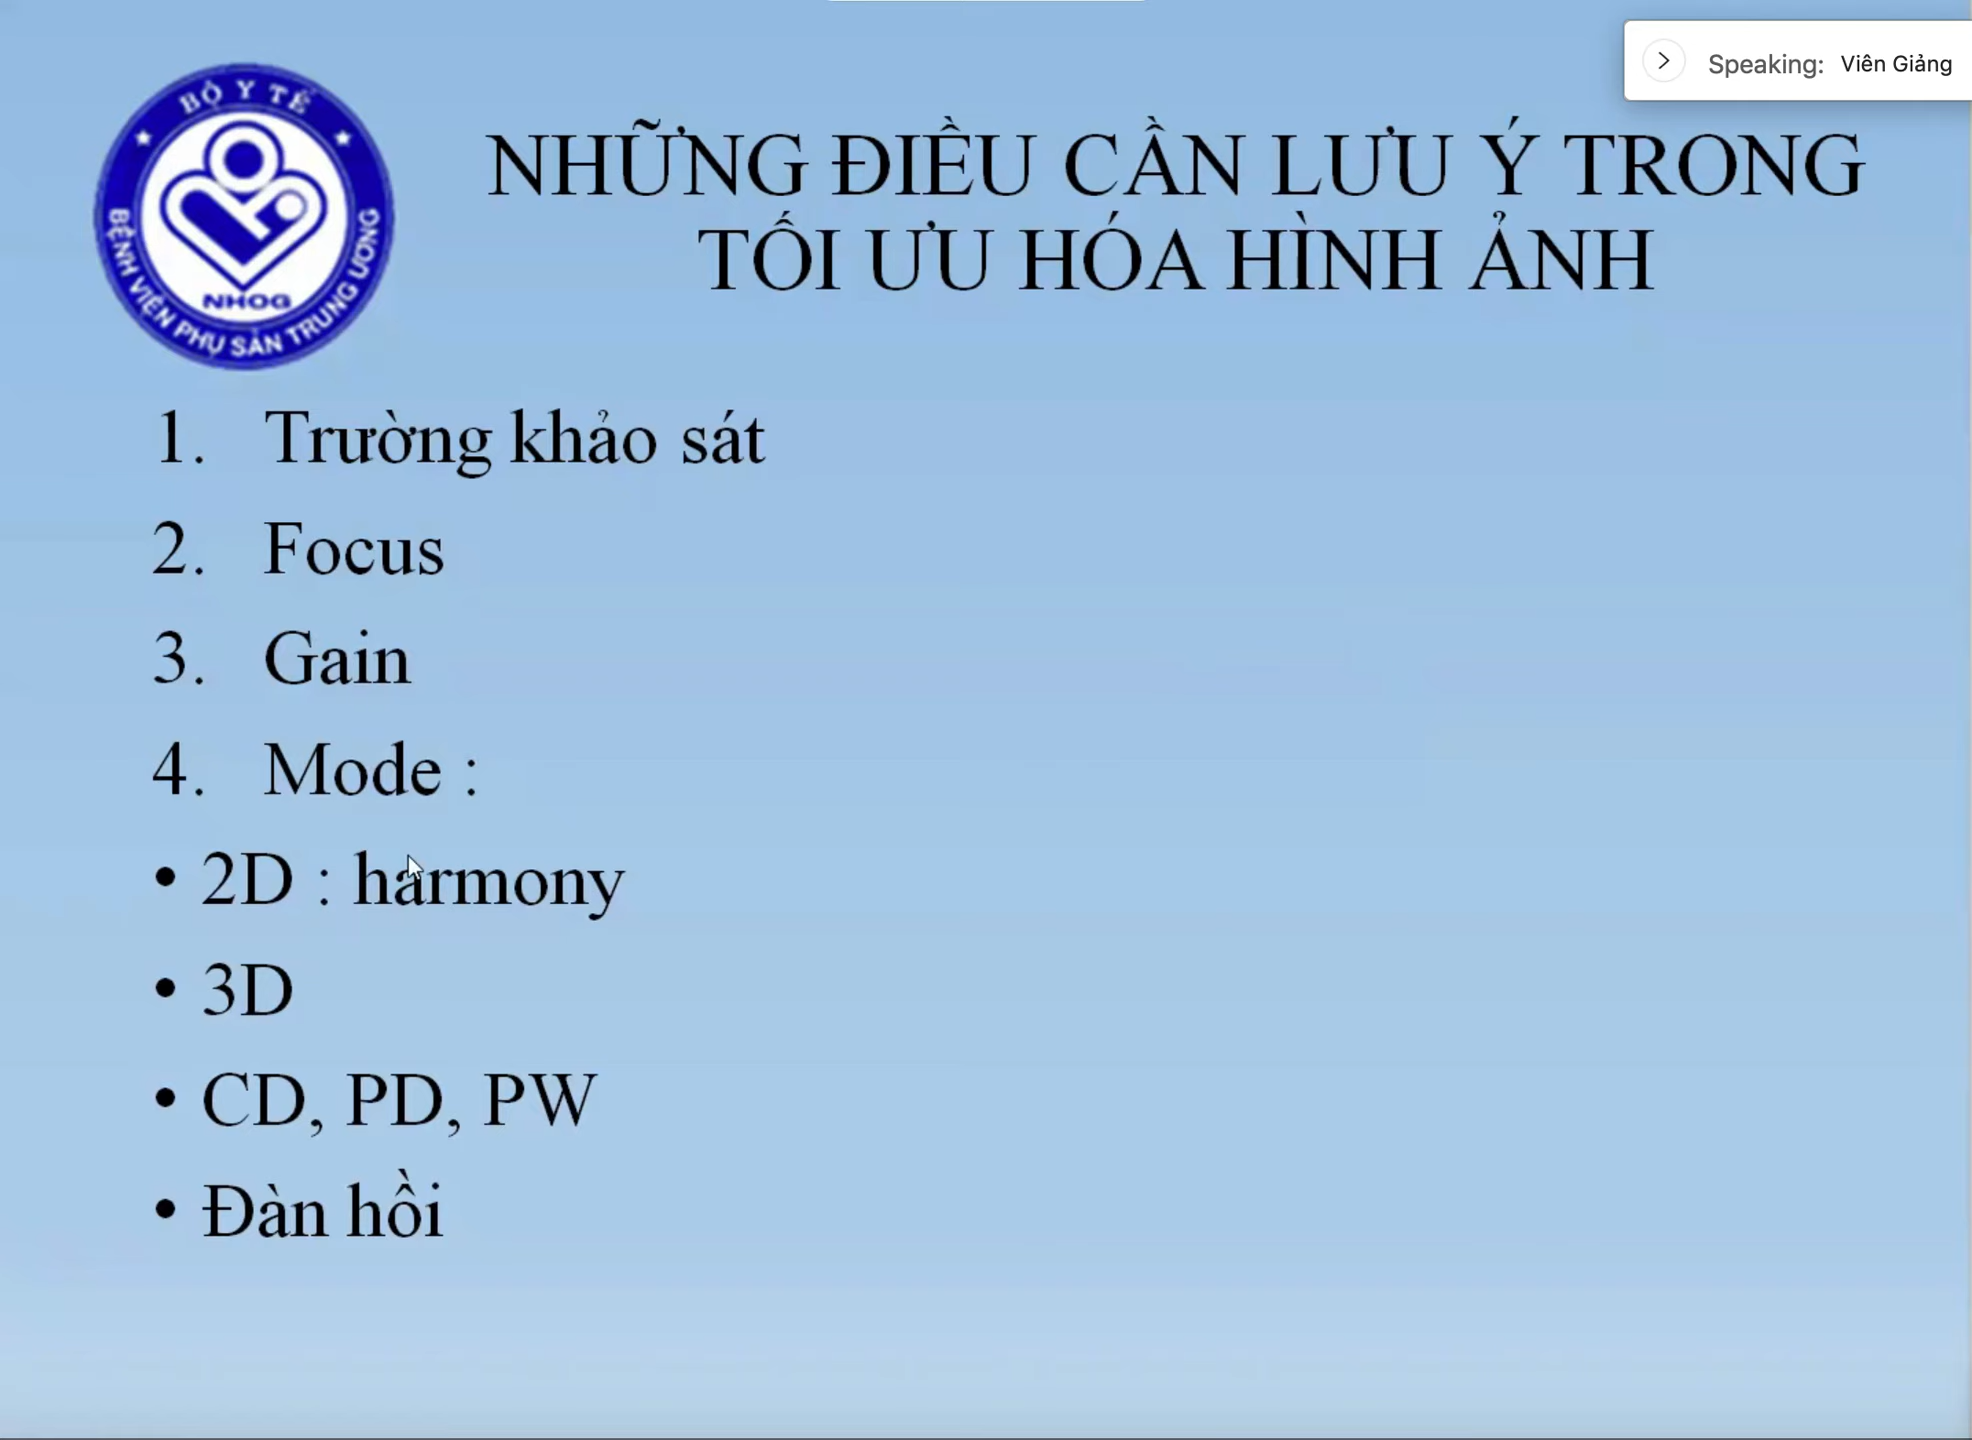 Speaking: Viên Giảng
BỘ Y TẾ
NHOG
BỆNH VIỆN PHỤ SẢN TRUNG ƯƠNG
NHỮNG ĐIỀU CẦN LƯU Ý TRONG
TỐI ƯU HÓA HÌNH ẢNH
1. Trường khảo sát
2. Focus
3. Gain
4. Mode :
• 2D : harmony
• 3D
• CD, PD, PW
• Đàn hồi